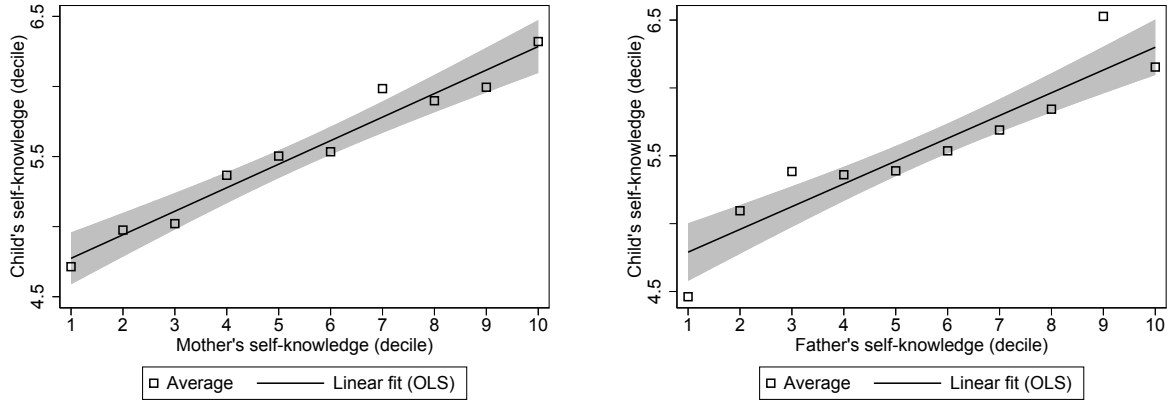 Child's self-knowledge (decile)
6.5
5.5
4.5
1 2 3 4 5 6 7 8 9 10
Mother's self-knowledge (decile)
Average Linear fit (OLS)
Child's self-knowledge (decile)
6.5
5.5
4.5
1 2 3 4 5 6 7 8 9 10
Father's self-knowledge (decile)
Average Linear fit (OLS)